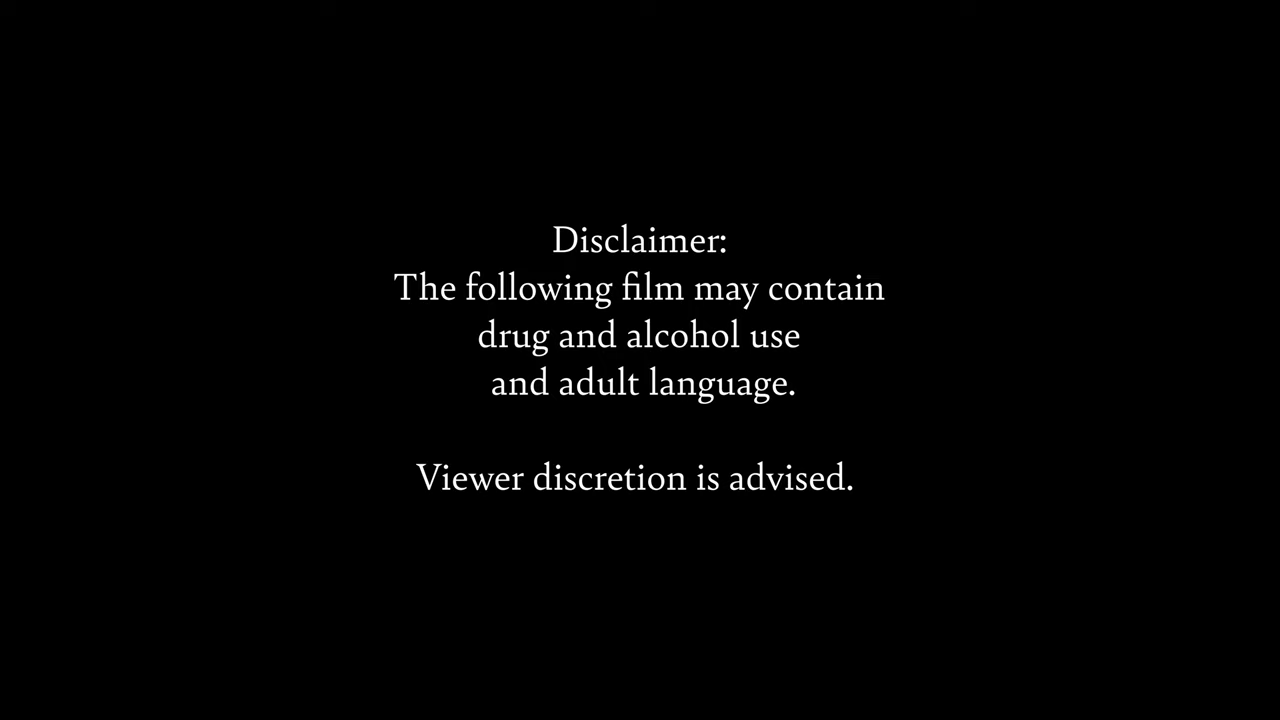 Disclaimer:
The following film may contain
drug and alcohol use
and adult language.
Viewer discretion is advised.